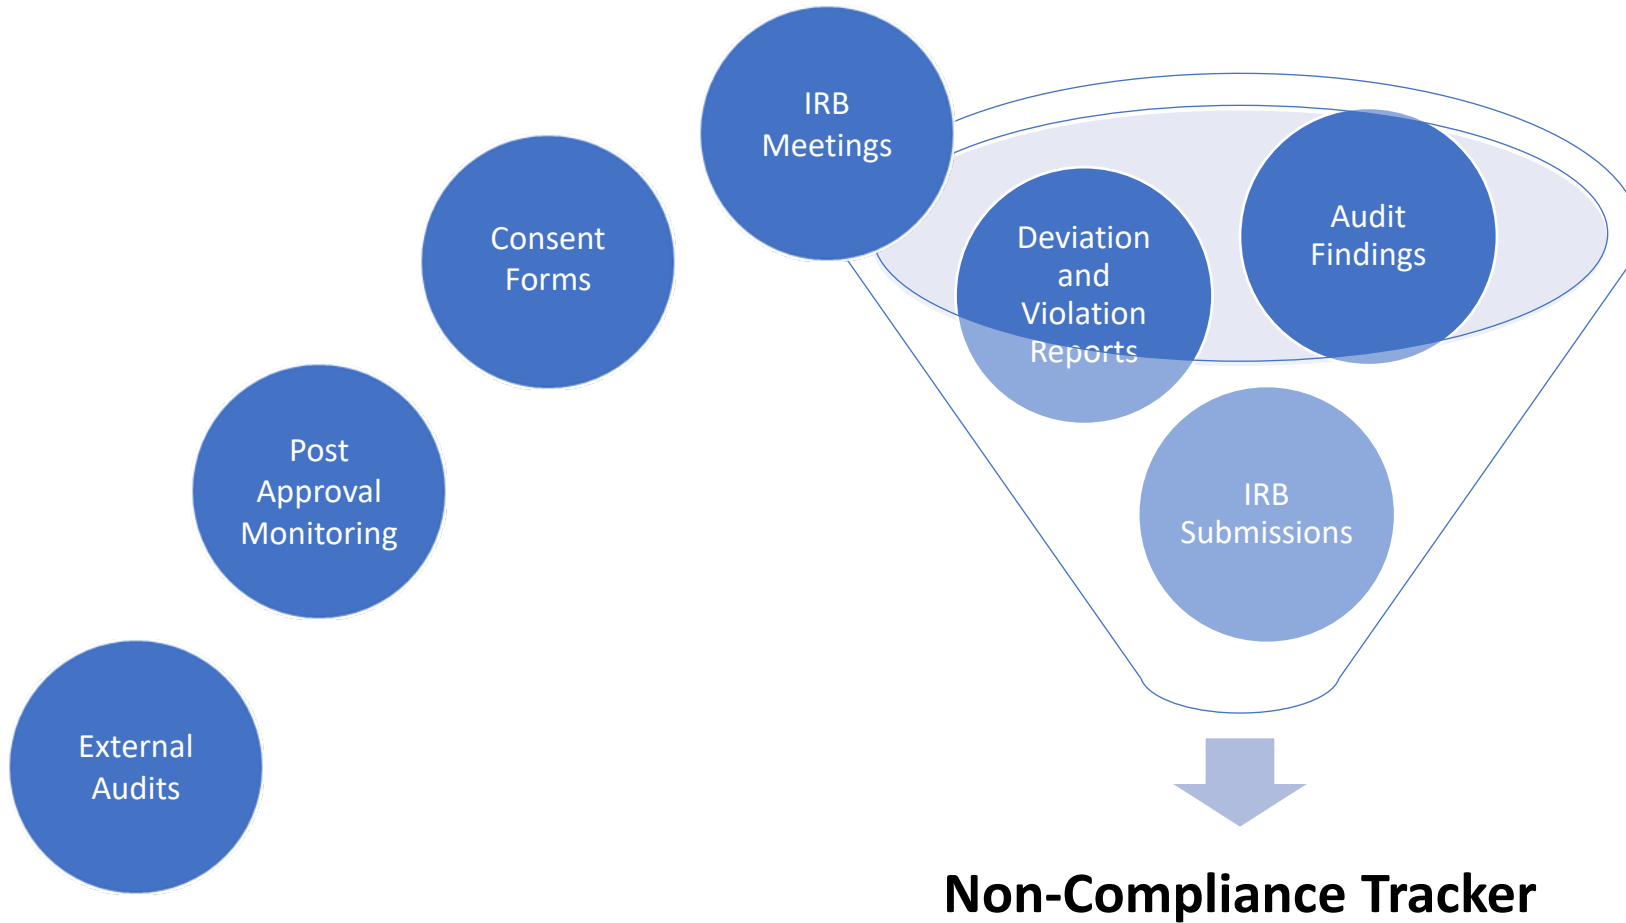 IRB
Meetings
Consent
Forms
Deviation
and
Violation
Reports
Audit
Findings
Post
Approval
Monitoring
IRB
Submissions
External
Audits
Non-Compliance Tracker